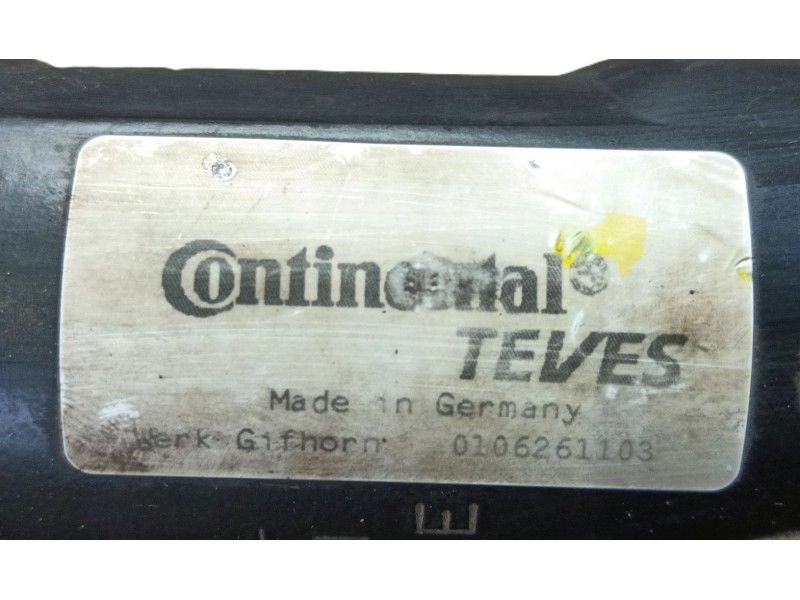 Continental®
TEVES
Made in Germany
Werk Gifhorn 0106261103
E